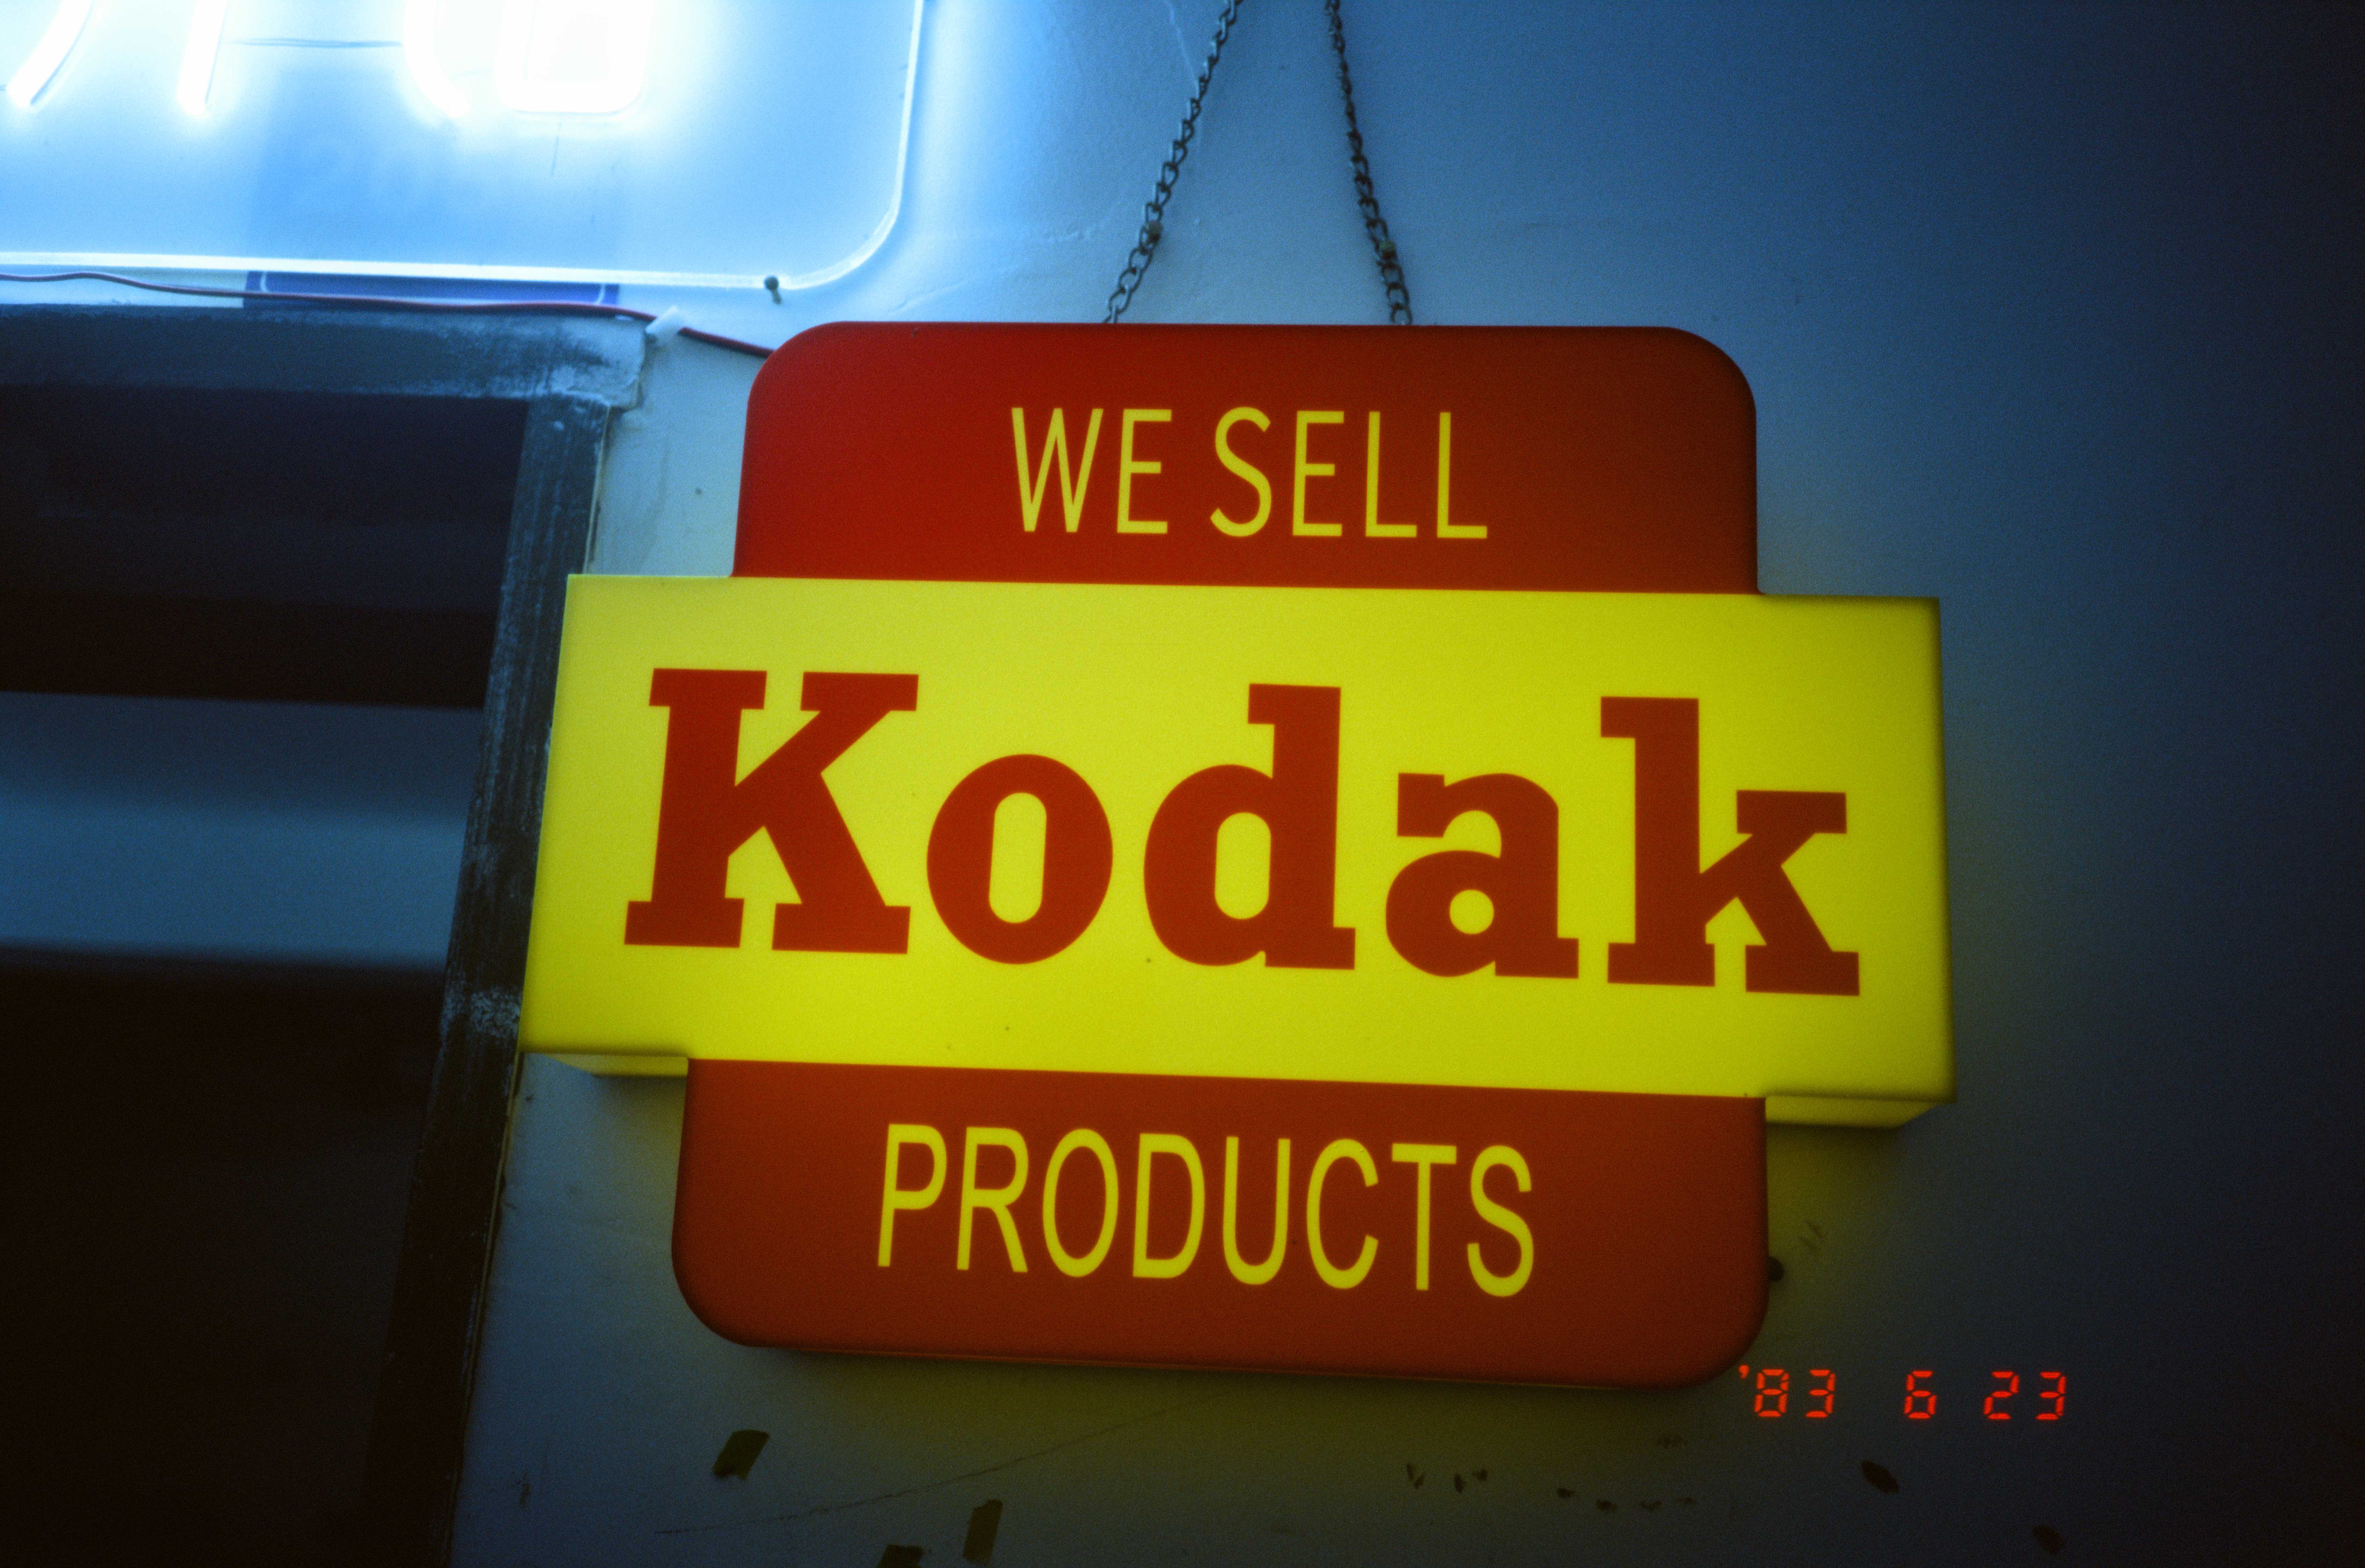 WE SELL
Kodak
PRODUCTS
'83 6 23